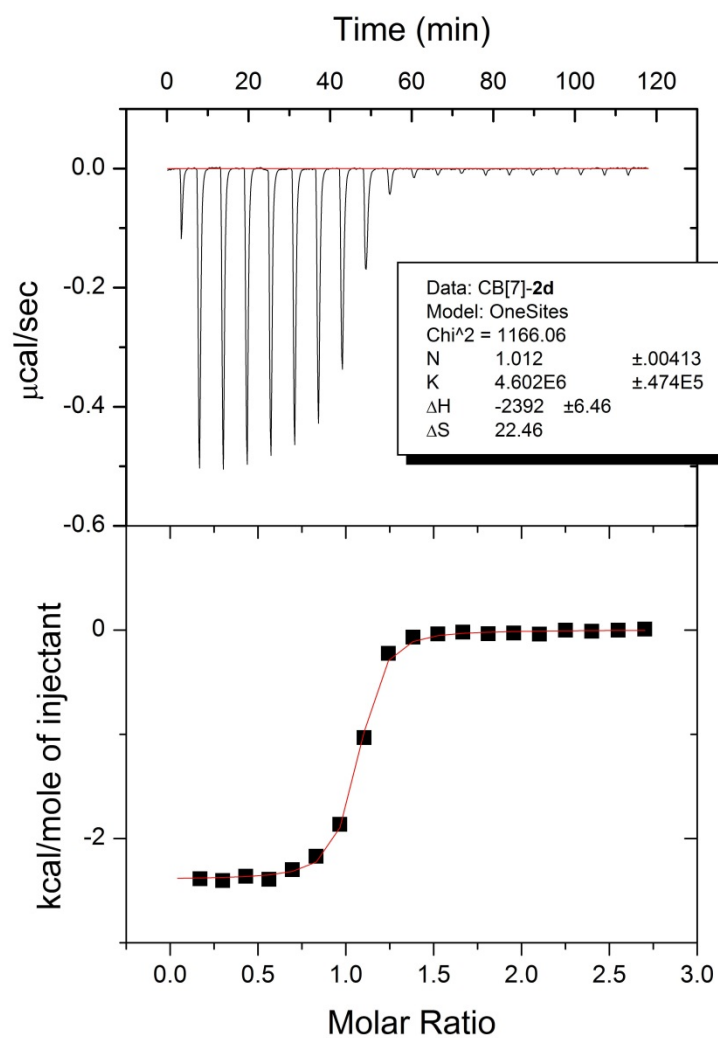 Time (min)
0 20 40 60 80 100 120
0.0
-0.2
-0.4
-0.6
µcal/sec
Data: CB[7]-2d
Model: OneSites
Chi^2 = 1166.06
N 1.012 ±.00413
K 4.602E6 ±.474E5
ΔH -2392 ±6.46
ΔS 22.46
0
-2
kcal/mole of injectant
0.0 0.5 1.0 1.5 2.0 2.5 3.0
Molar Ratio